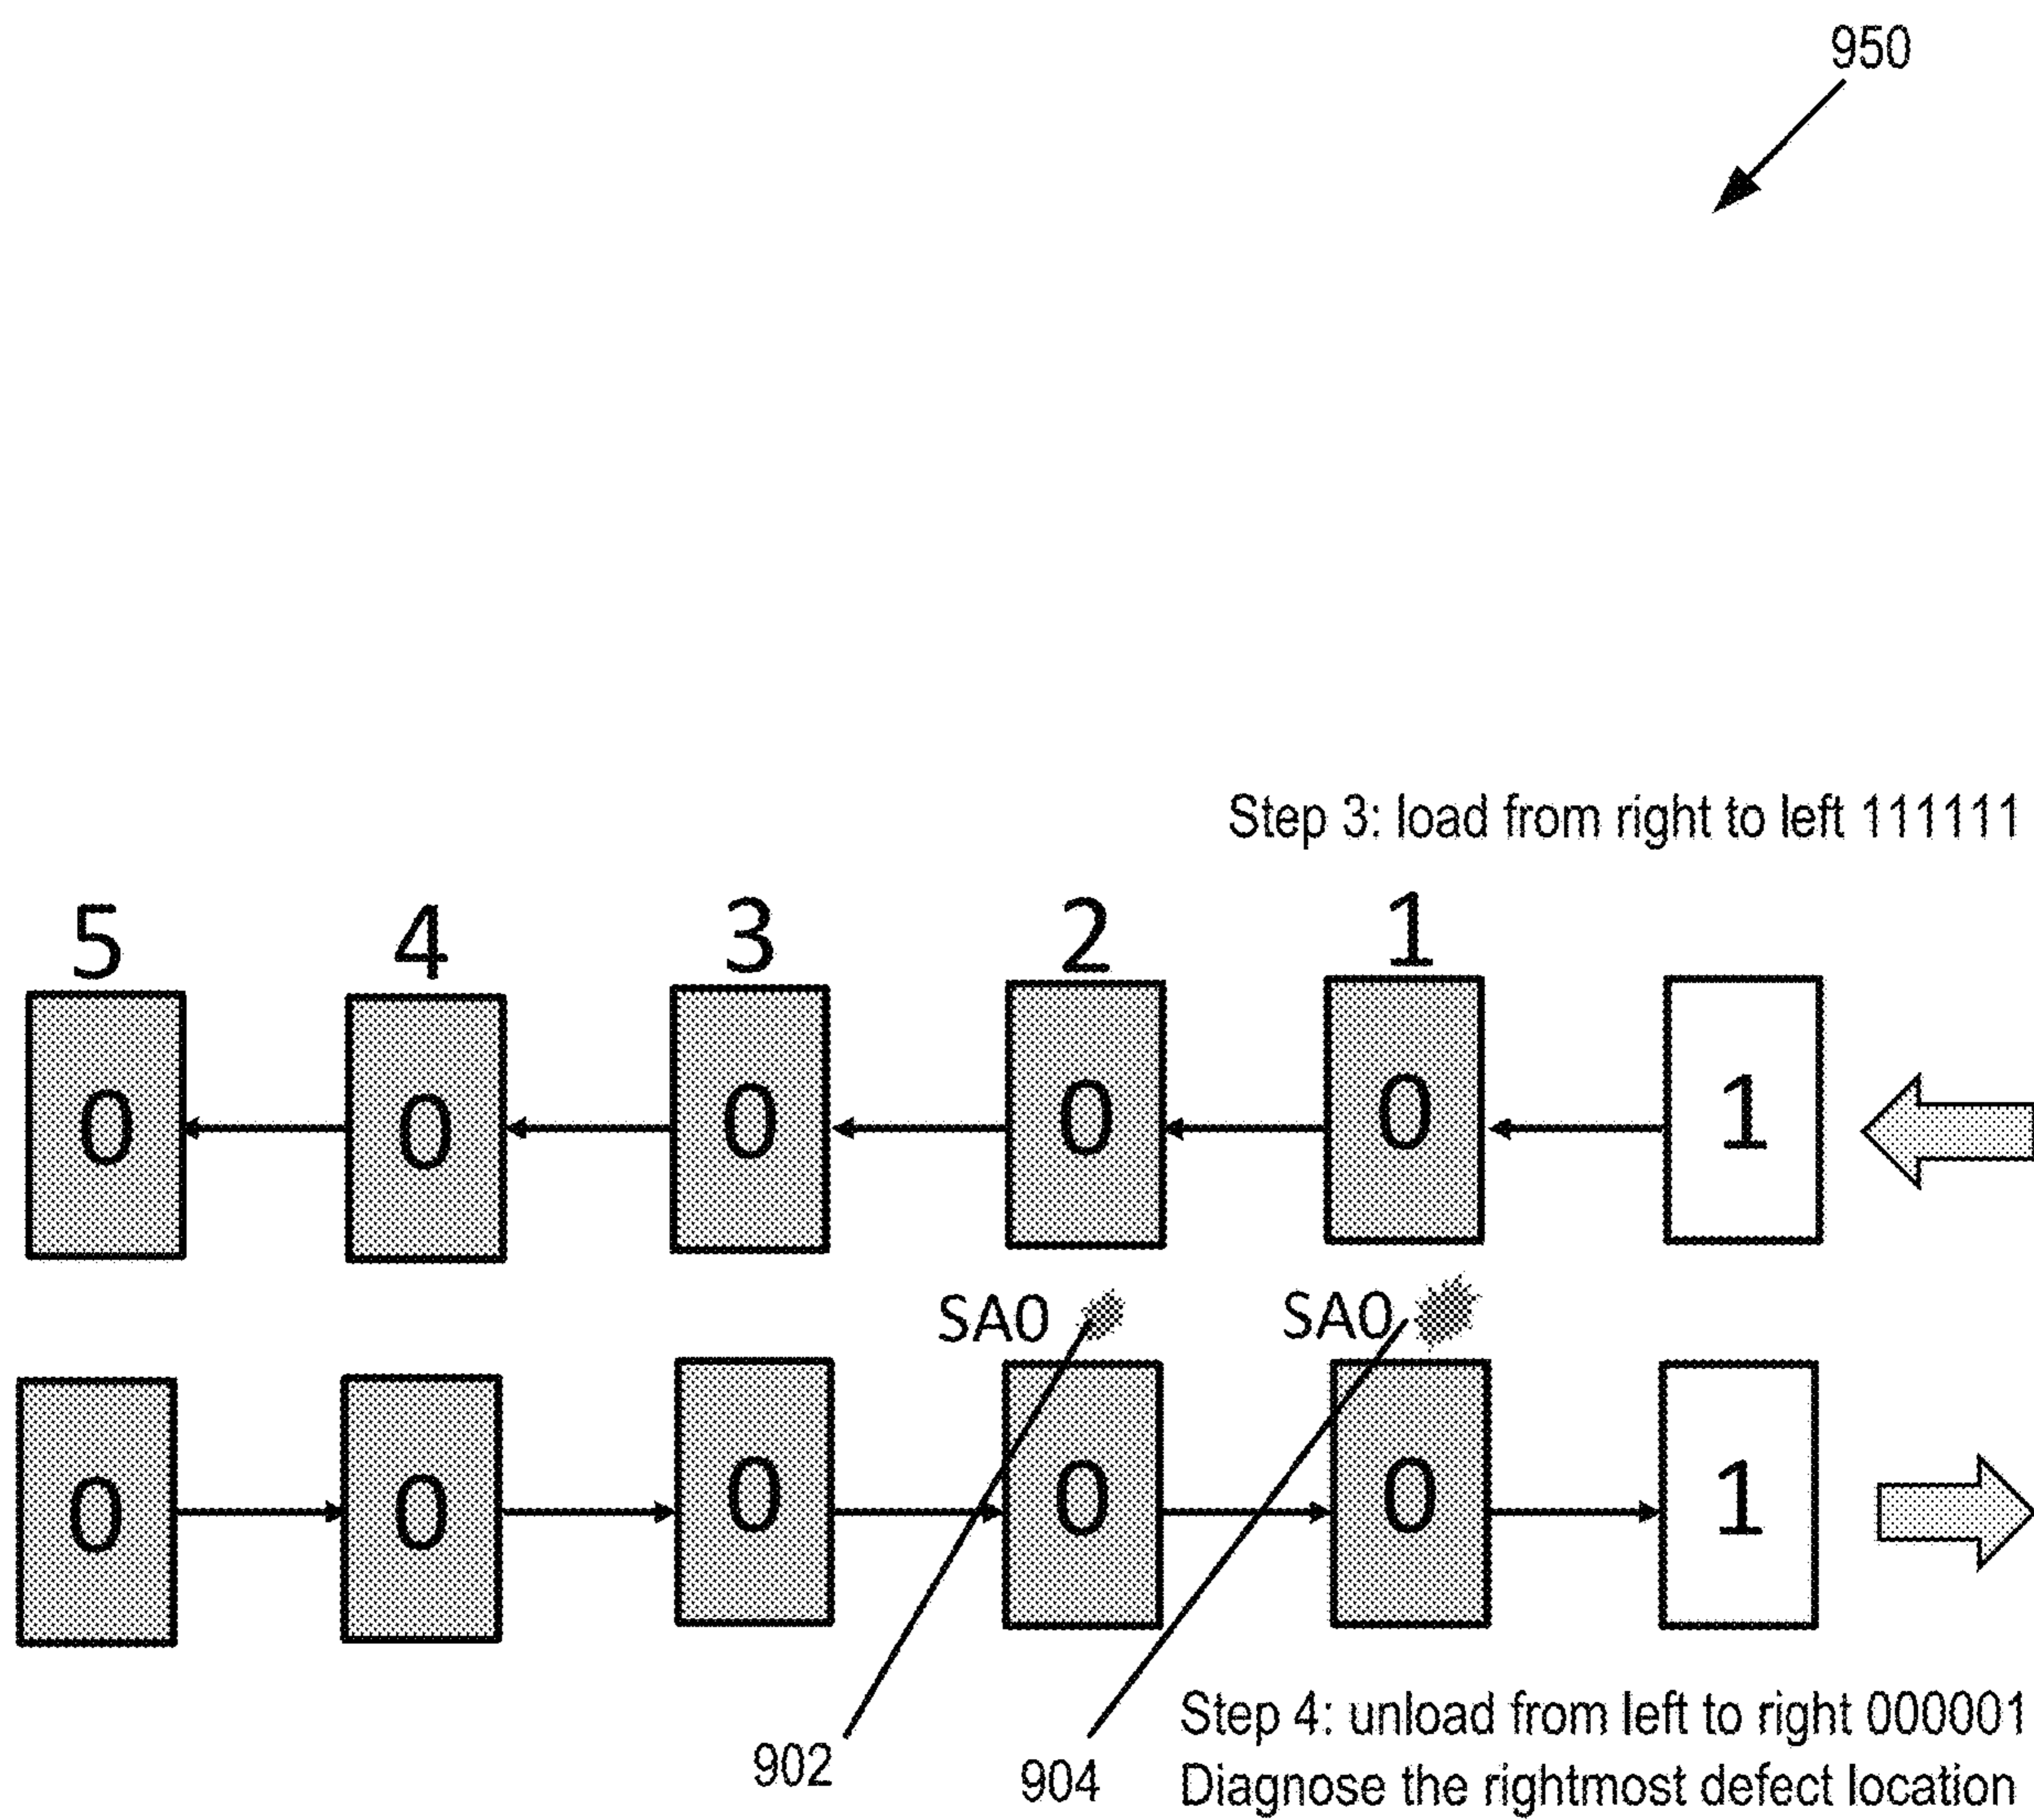 950
Step 3: load from right to left 111111
5 4 3 2 1
0 0 0 0 0 1
SA0 SA0
0 0 0 0 0 1
902 904
Step 4: unload from left to right 000001
Diagnose the rightmost defect location